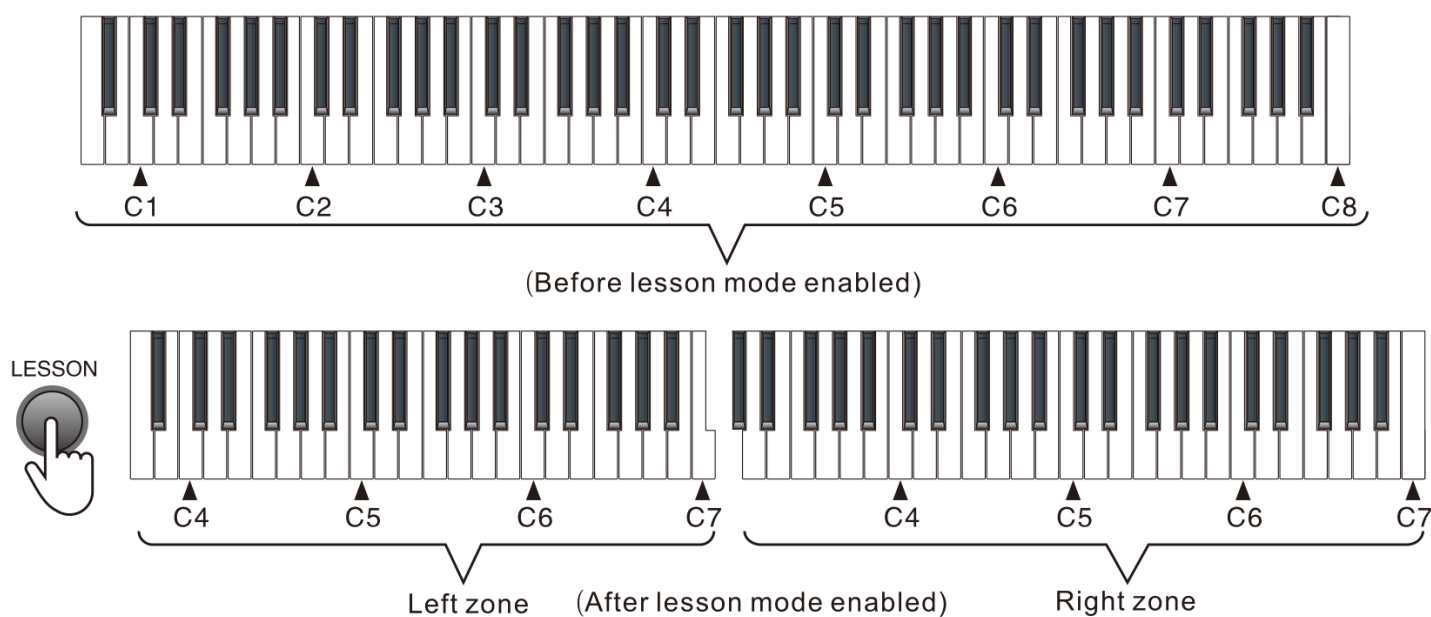 C1 C2 C3 C4 C5 C6 C7 C8
(Before lesson mode enabled)
LESSON
C4 C5 C6 C7 C4 C5 C6 C7
Left zone (After lesson mode enabled) Right zone